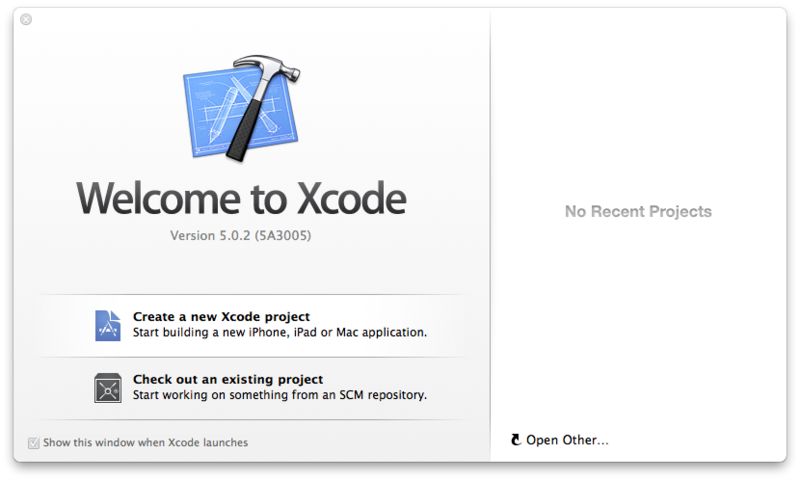 Welcome to Xcode
Version 5.0.2 (5A3005)
Create a new Xcode project
Start building a new iPhone, iPad or Mac application.
Check out an existing project
Start working on something from an SCM repository.
Show this window when Xcode launches
No Recent Projects
Open Other...